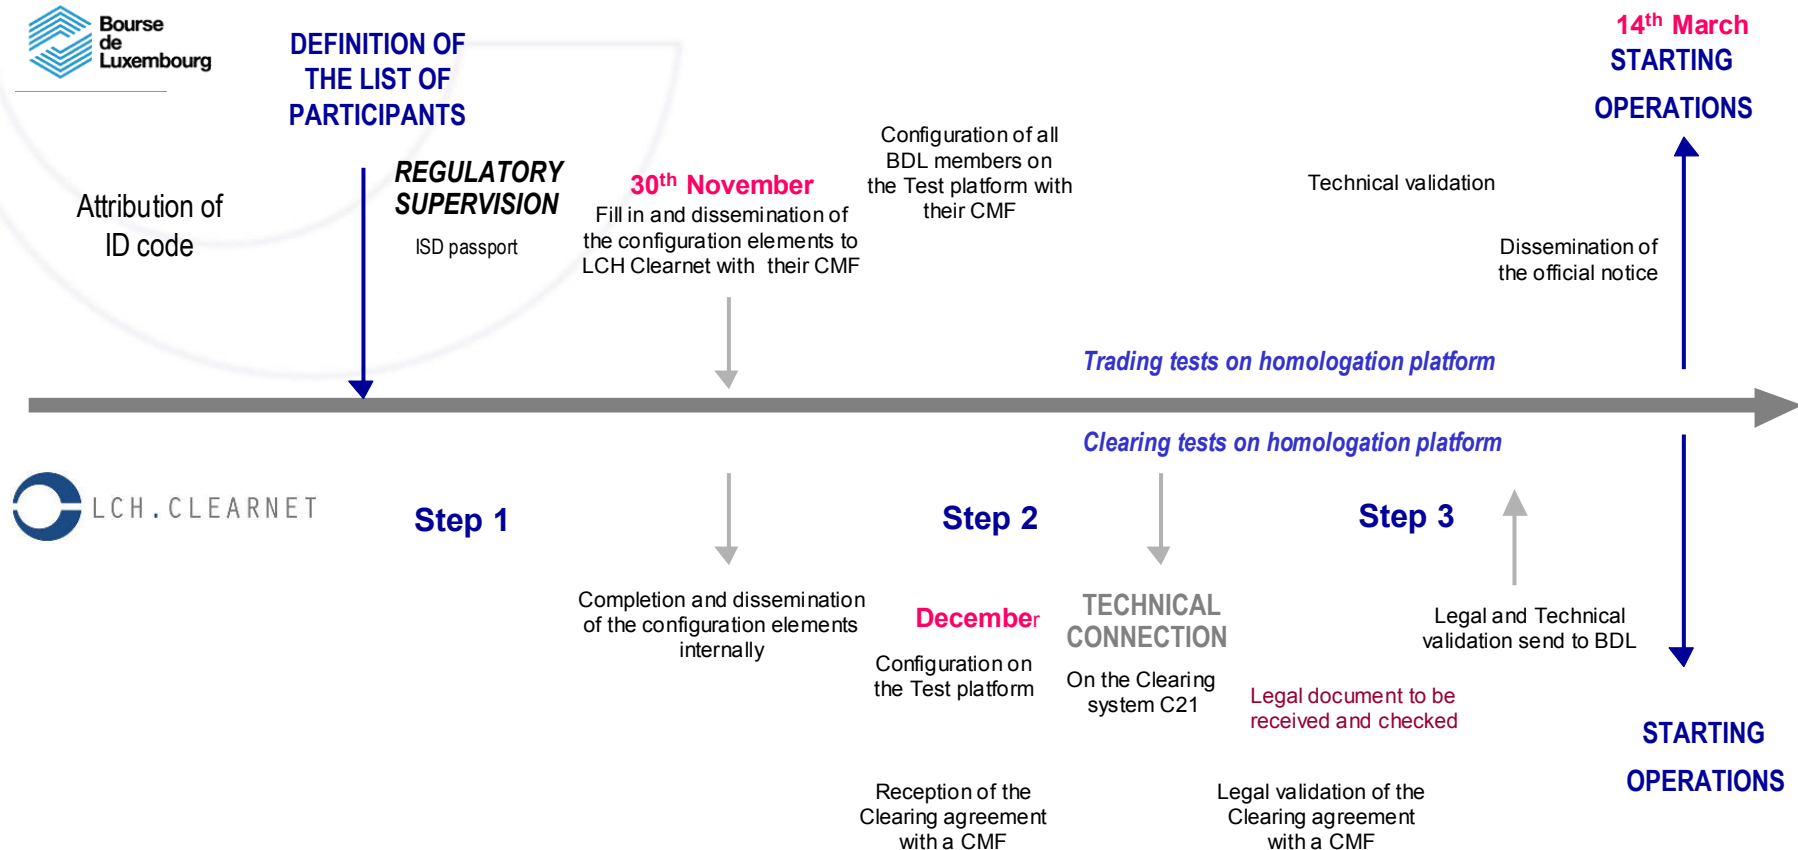 Bourse
de
Luxembourg
DEFINITION OF
THE LIST OF
PARTICIPANTS
14th March
STARTING
OPERATIONS
Attribution of
ID code
REGULATORY
SUPERVISION
ISD passport
30th November
Fill in and dissemination of
the configuration elements to
LCH Clearnet with their CMF
Configuration of all
BDL members on
the Test platform with
their CMF
Technical validation
Dissemination of
the official notice
Trading tests on homologation platform
Clearing tests on homologation platform
LCH.CLEARNET
Step 1
Step 2
Step 3
Completion and dissemination
of the configuration elements
internally
December
Configuration on
the Test platform
TECHNICAL
CONNECTION
On the Clearing
system C21
Legal and Technical
validation send to BDL
Legal document to be
received and checked
STARTING
OPERATIONS
Reception of the
Clearing agreement
with a CMF
Legal validation of the
Clearing agreement
with a CMF